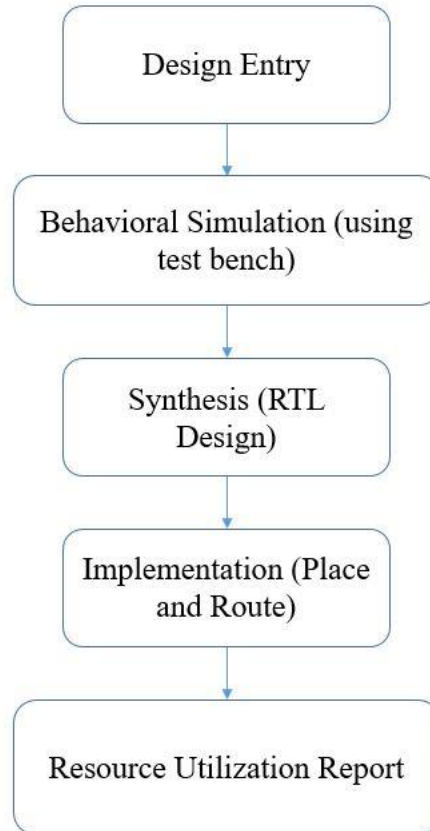 Design Entry
Behavioral Simulation (using
test bench)
Synthesis (RTL
Design)
Implementation (Place
and Route)
Resource Utilization Report